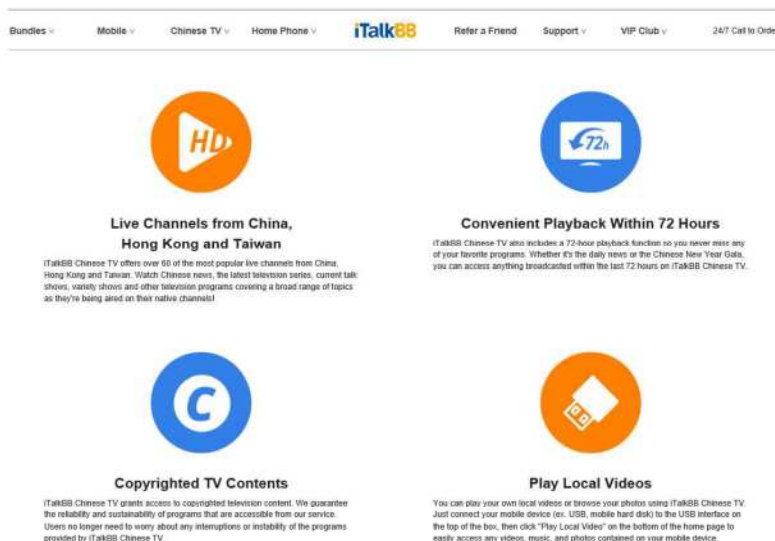 Bundles Mobile Chinese TV Home Phone iTalkBB Refer a Friend Support VIP Club 24/7 Call to Orde
HD
72h
Live Channels from China,
Hong Kong and Taiwan
iTalkBB Chinese TV offers over 60 of the most popular live channels from China,
Hong Kong and Taiwan. Watch Chinese news, the latest television series, current talk
shows, variety shows and other television programs covering a broad range of topics
as they're being aired on their native channels!
Convenient Playback Within 72 Hours
iTalkBB Chinese TV also includes a 72-hour playback function so you never miss any
of your favorite programs. Whether it's the daily news or the Chinese New Year Gala,
you can access anything broadcasted within the last 72 hours on iTalkBB Chinese TV.
C
Copyrighted TV Contents
iTalkBB Chinese TV grants access to copyrighted television content. We guarantee
the reliability and sustainability of programs that are accessible from our service.
Users no longer need to worry about any interruptions or instability of the programs
provided by iTalkBB Chinese TV.
Play Local Videos
You can play your own local videos or browse your photos using iTalkBB Chinese TV.
Just connect your mobile device (ex. USB, mobile hard disk) to the USB interface on
the top of the box, then click "Play Local Video" on the bottom of the home page to
easily access any videos, music, and photos contained on your mobile device.